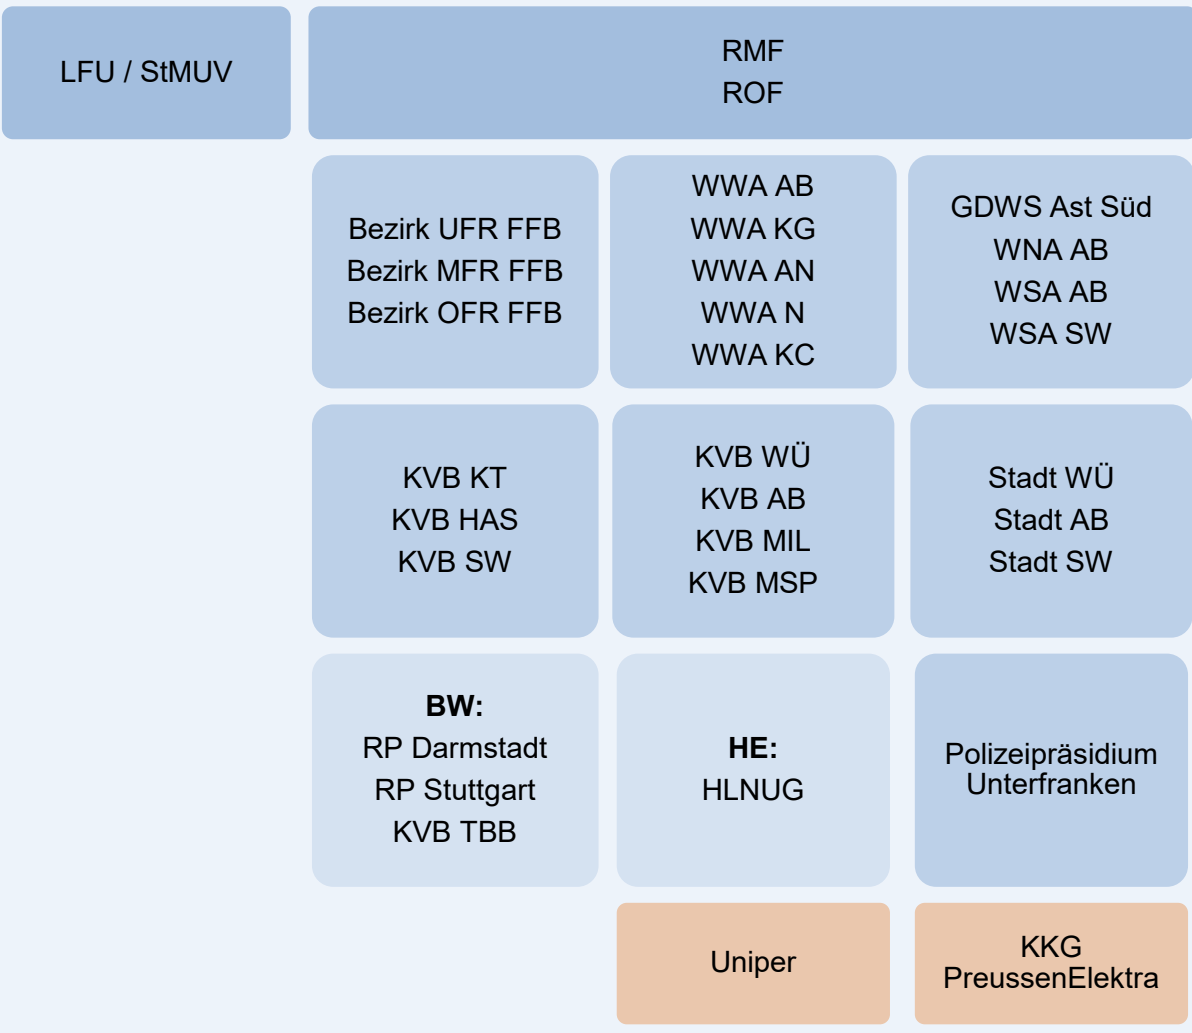 LFU / StMUV
RMF
ROF
Bezirk UFR FFB
Bezirk MFR FFB
Bezirk OFR FFB
WWA AB
WWA KG
WWA AN
WWA N
WWA KC
GDWS Ast Süd
WNA AB
WSA AB
WSA SW
KVB KT
KVB HAS
KVB SW
KVB WÜ
KVB AB
KVB MIL
KVB MSP
Stadt WÜ
Stadt AB
Stadt SW
BW:
RP Darmstadt
RP Stuttgart
KVB TBB
HE:
HLNUG
Polizeipräsidium
Unterfranken
Uniper
KKG
PreussenElektra